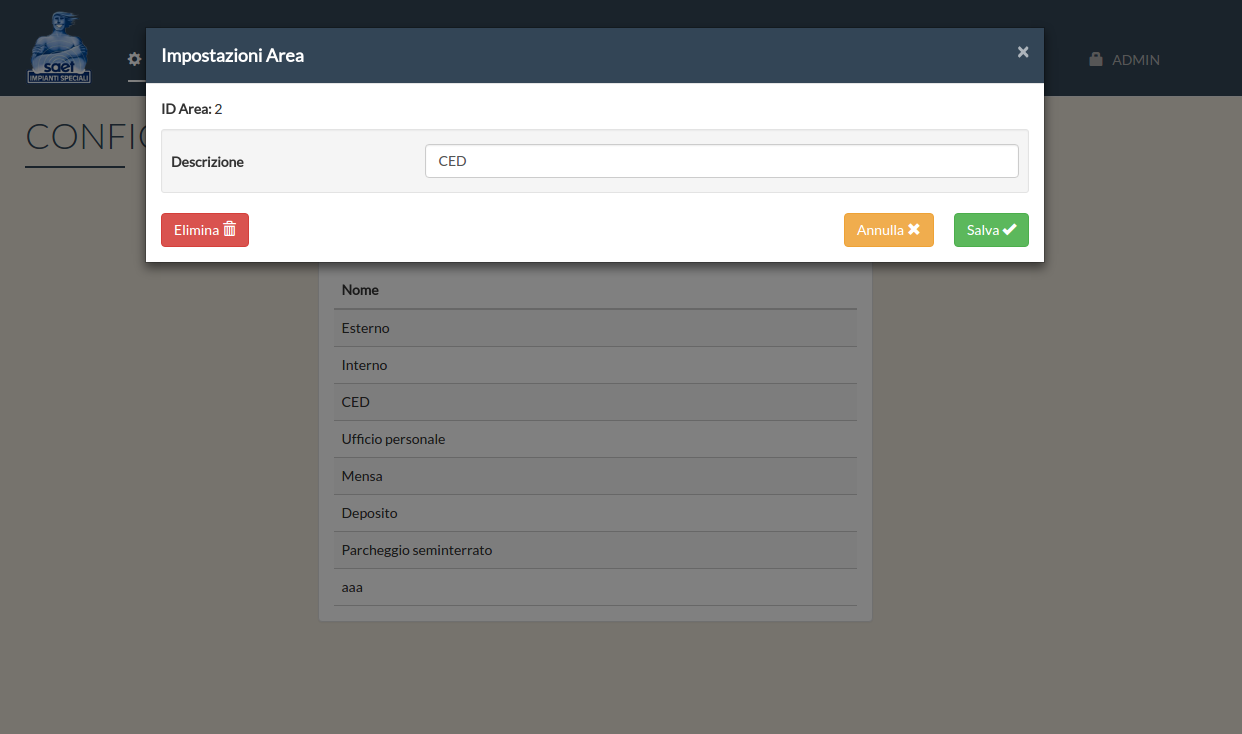 saet
IMPIANTI SPECIALI
ADMIN
Impostazioni Area ×
ID Area: 2
Descrizione CED
Elimina Annulla Salva
CONFIG
Nome
Esterno
Interno
CED
Ufficio personale
Mensa
Deposito
Parcheggio seminterrato
aaa